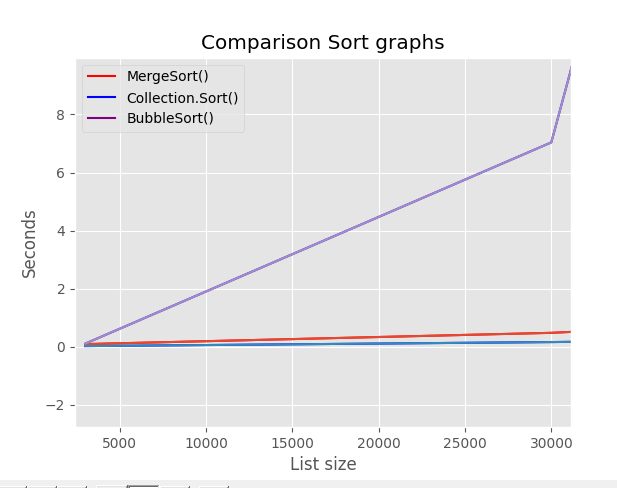 Comparison Sort graphs
MergeSort()
Collection.Sort()
BubbleSort()
8
6
4
2
0
−2
Seconds
5000 10000 15000 20000 25000 30000
List size